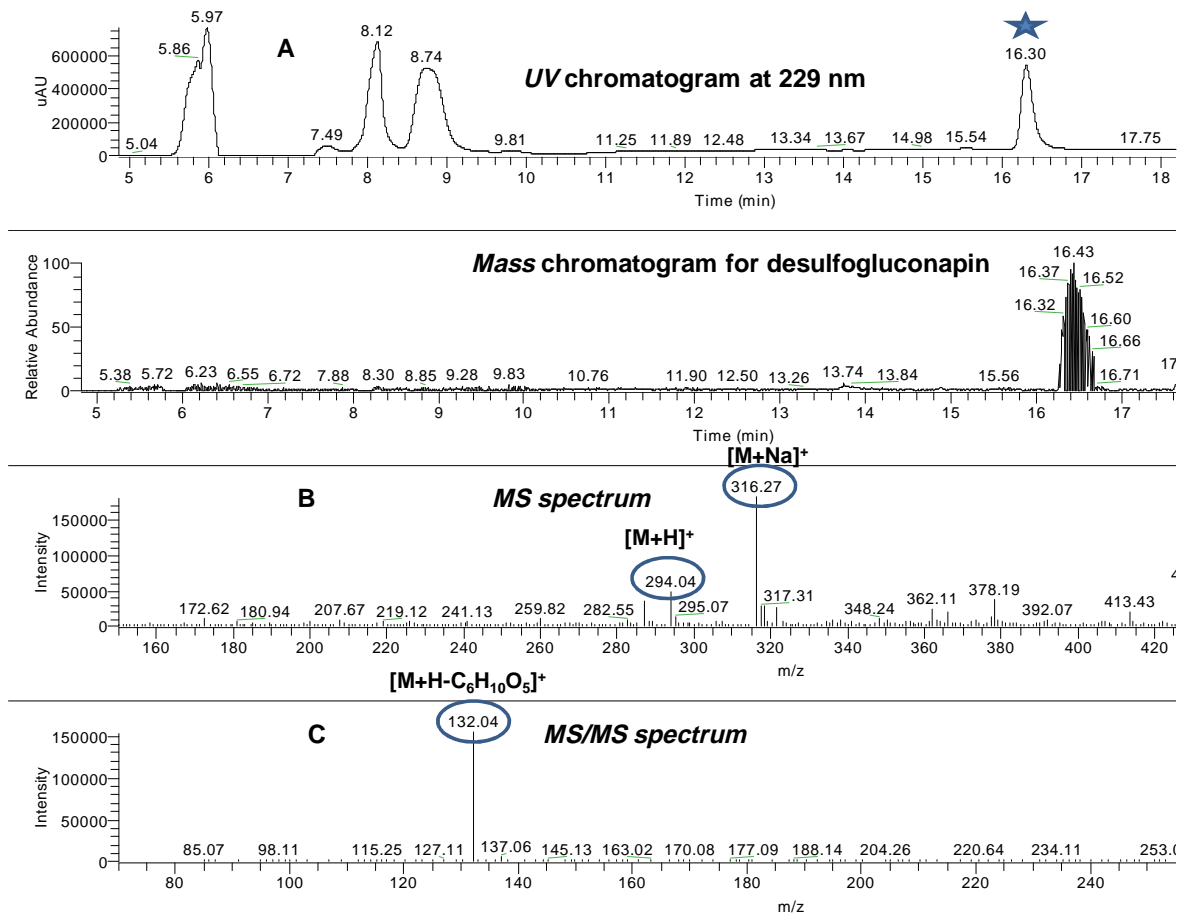 5.97
5.86
A
8.12
8.74
16.30
UV chromatogram at 229 nm
600000
400000
200000
0
uAU
5.04
7.49
9.81
11.25
11.89
12.48
13.34
13.67
14.98
15.54
17.75
5 6 7 8 9 10 11 12 13 14 15 16 17 18
Time (min)
Mass chromatogram for desulfogluconapin
100
50
0
Relative Abundance
16.43
16.37
16.52
16.32
16.60
16.66
16.71
5.38 5.72 6.23 6.55 6.72 7.88 8.30 8.85 9.28 9.83 10.76 11.90 12.50 13.26 13.74 13.84 15.56 17
5 6 7 8 9 10 11 12 13 14 15 16 17
Time (min)
[M+Na]+
B
MS spectrum
316.27
[M+H]+
294.04
150000
100000
50000
0
Intensity
172.62 180.94 207.67 219.12 241.13 259.82 282.55 295.07 317.31 348.24 362.11 378.19 392.07 413.43
4
160 180 200 220 240 260 280 300 320 340 360 380 400 420
m/z
[M+H-C6H10O5]+
132.04
C
MS/MS spectrum
150000
100000
50000
0
Intensity
85.07 98.11 115.25 127.11 137.06 145.13 163.02 170.08 177.09 188.14 204.26 220.64 234.11 253.0
80 100 120 140 160 180 200 220 240
m/z